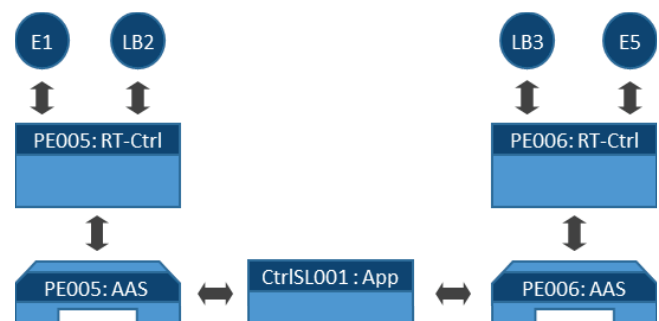 E1 LB2 LB3 E5
PE005: RT-Ctrl PE006: RT-Ctrl
PE005: AAS CtrlSL001 : App PE006: AAS